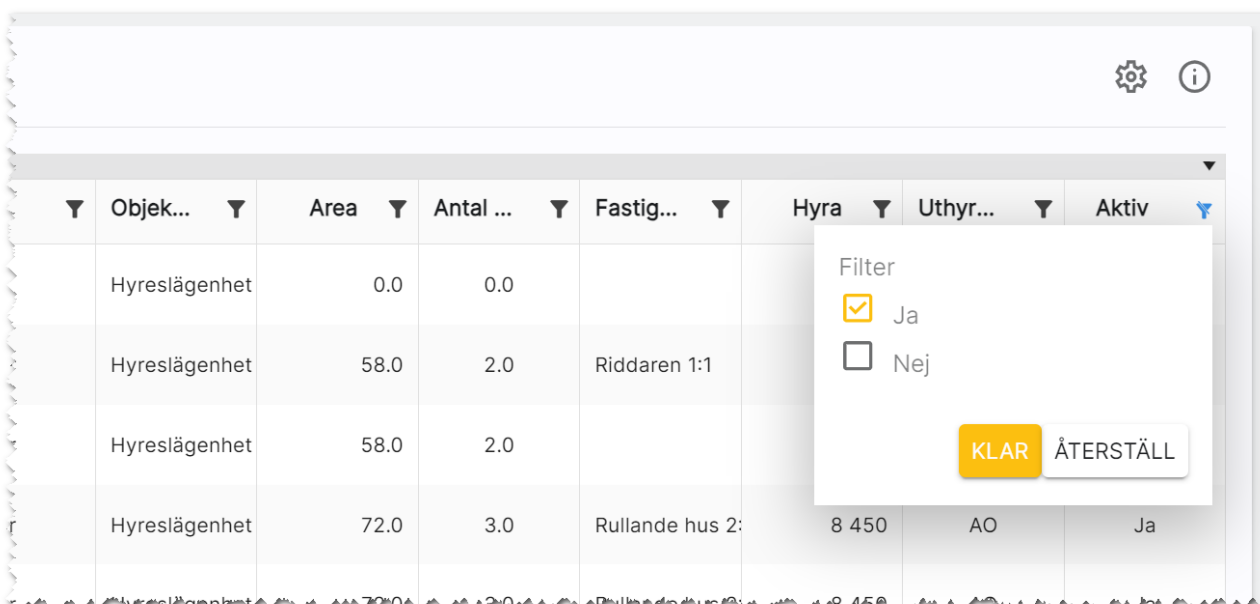 Objek... Area Antal ... Fastig... Hyra Uthyr... Aktiv
Filter
Hyreslägenhet 0.0 0.0
Ja
Hyreslägenhet 58.0 2.0 Riddaren 1:1
Nej
Hyreslägenhet 58.0 2.0
KLAR ÅTERSTÄLL
Hyreslägenhet 72.0 3.0 Rullande hus 2: 8 450 AO Ja